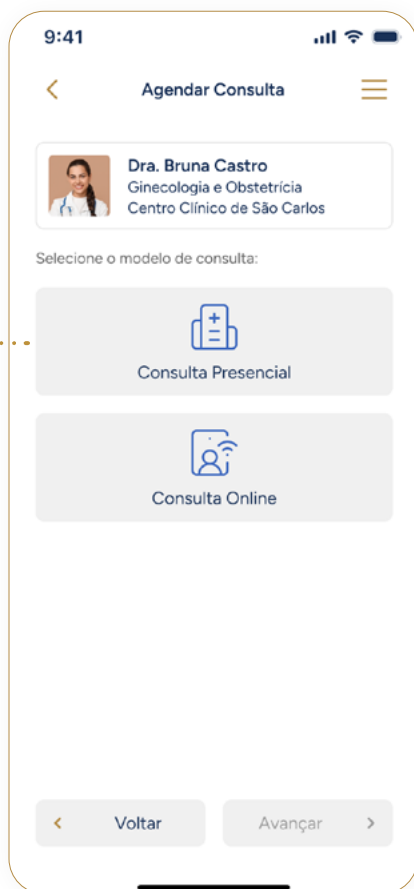 9:41
Agendar Consulta
Dra. Bruna Castro
Ginecologia e Obstetrícia
Centro Clínico de São Carlos
Selecione o modelo de consulta:
Consulta Presencial
Consulta Online
Voltar
Avançar